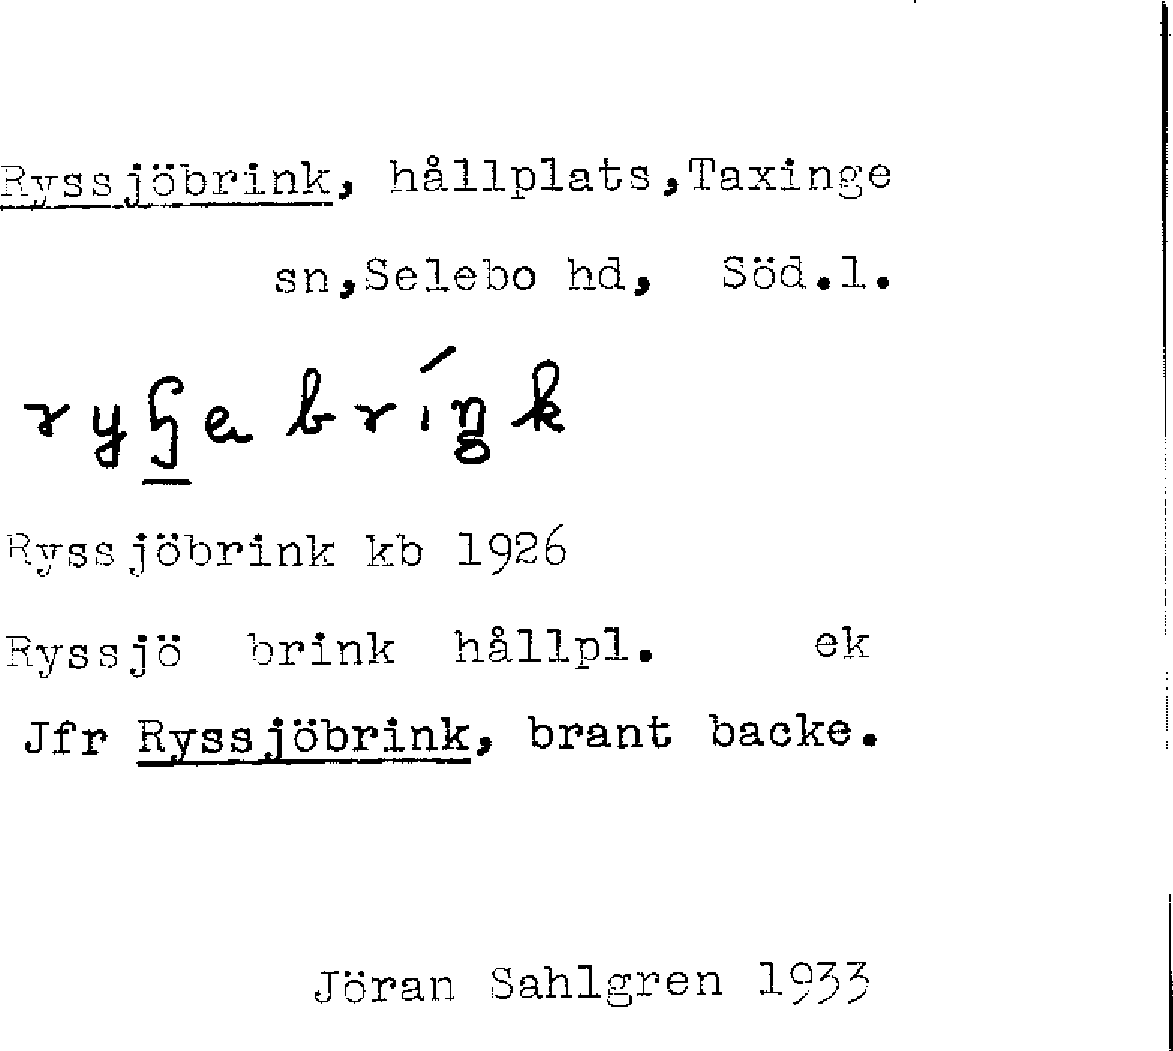 Ryssjöbrink, hållplats,Taxinge
sn,Selebo hd, Söd.l.
Ryssjöbrink kb 1926
Ryssjö brink hållpl. ek
Jfr Ryssjöbrink, brant backe.
Jöran Sahlgren 1933